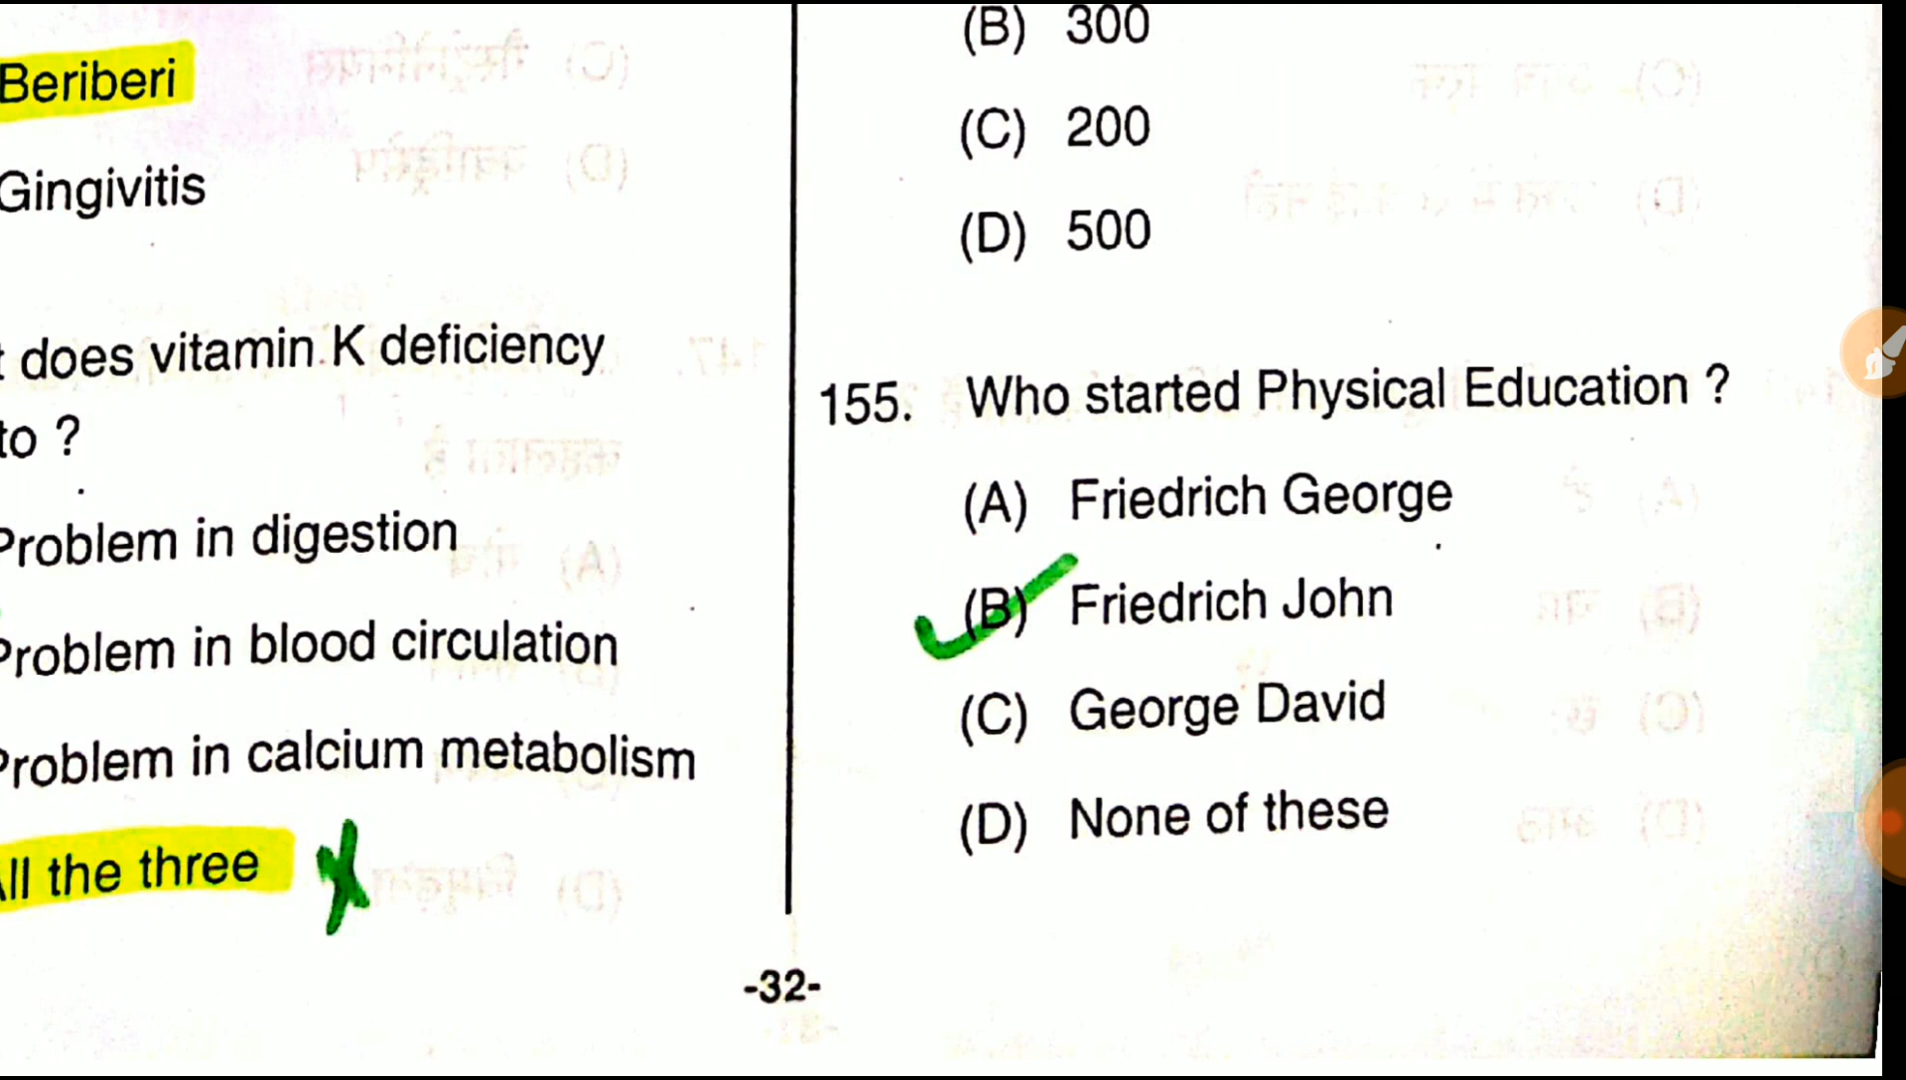 Beriberi
Gingivitis
does vitamin K deficiency
to ?
Problem in digestion
Problem in blood circulation
Problem in calcium metabolism
All the three
(B) 300
(C) 200
(D) 500
155. Who started Physical Education ?
(A) Friedrich George
(B) Friedrich John
(C) George David
(D) None of these
-32-